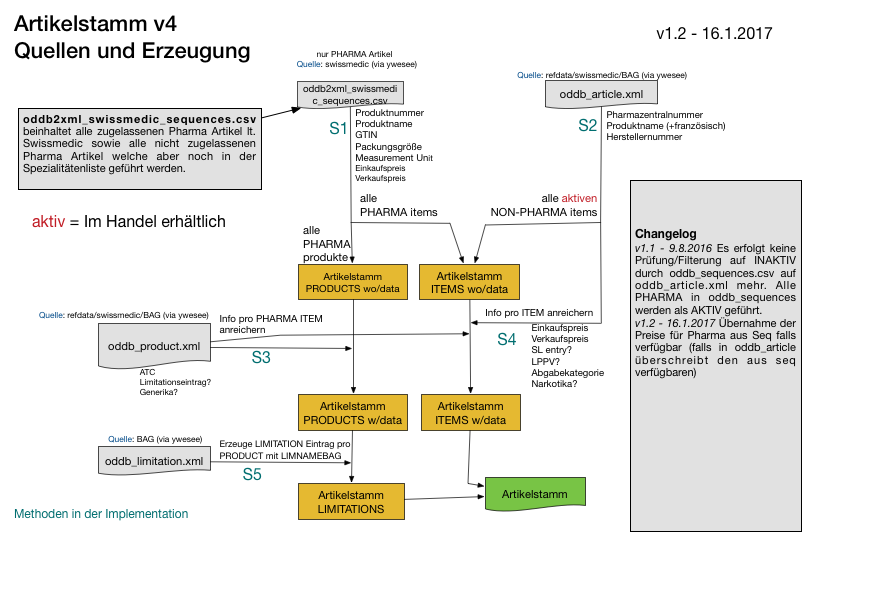 Artikelstamm v4
Quellen und Erzeugung
v1.2 - 16.1.2017
nur PHARMA Artikel
Quelle: swissmedic (via ywesee)
oddb2xml_swissmedi
c_sequences.csv
Quelle: refdata/swissmedic/BAG (via ywesee)
oddb_article.xml
oddb2xml_swissmedic_sequences.csv
beinhaltet alle zugelassenen Pharma Artikel lt.
Swissmedic sowie alle nicht zugelassenen
Pharma Artikel welche aber noch in der
Spezialitätenliste geführt werden.
S1
Produktnummer
Produktname
GTIN
Packungsgröße
Measurement Unit
Einkaufspreis
Verkaufspreis
S2
Pharmazentralnummer
Produktname (+französisch)
Herstellernummer
aktiv = Im Handel erhältlich
alle
PHARMA items
alle aktiven
NON-PHARMA items
alle
PHARMA
produkte
Artikelstamm
PRODUCTS wo/data
Artikelstamm
ITEMS wo/data
Changelog
v1.1 - 9.8.2016 Es erfolgt keine
Prüfung/Filterung auf INAKTIV
durch oddb_sequences.csv auf
oddb_article.xml mehr. Alle
PHARMA in oddb_sequences
werden als AKTIV geführt.
v1.2 - 16.1.2017 Übernahme der
Preise für Pharma aus Seq falls
verfügbar (falls in oddb_article
überschreibt den aus seq
verfügbaren)
Quelle: refdata/swissmedic/BAG (via ywesee)
oddb_product.xml
Info pro PHARMA ITEM
anreichern
S3
ATC
Limitationseintrag?
Generika?
Info pro ITEM anreichern
S4
Einkaufspreis
Verkaufspreis
SL entry?
LPPV?
Abgabekategorie
Narkotika?
Artikelstamm
PRODUCTS w/data
Artikelstamm
ITEMS w/data
Quelle: BAG (via ywesee)
oddb_limitation.xml
Erzeuge LIMITATION Eintrag pro
PRODUCT mit LIMNAMEBAG
S5
Artikelstamm
LIMITATIONS
Artikelstamm
Methoden in der Implementation